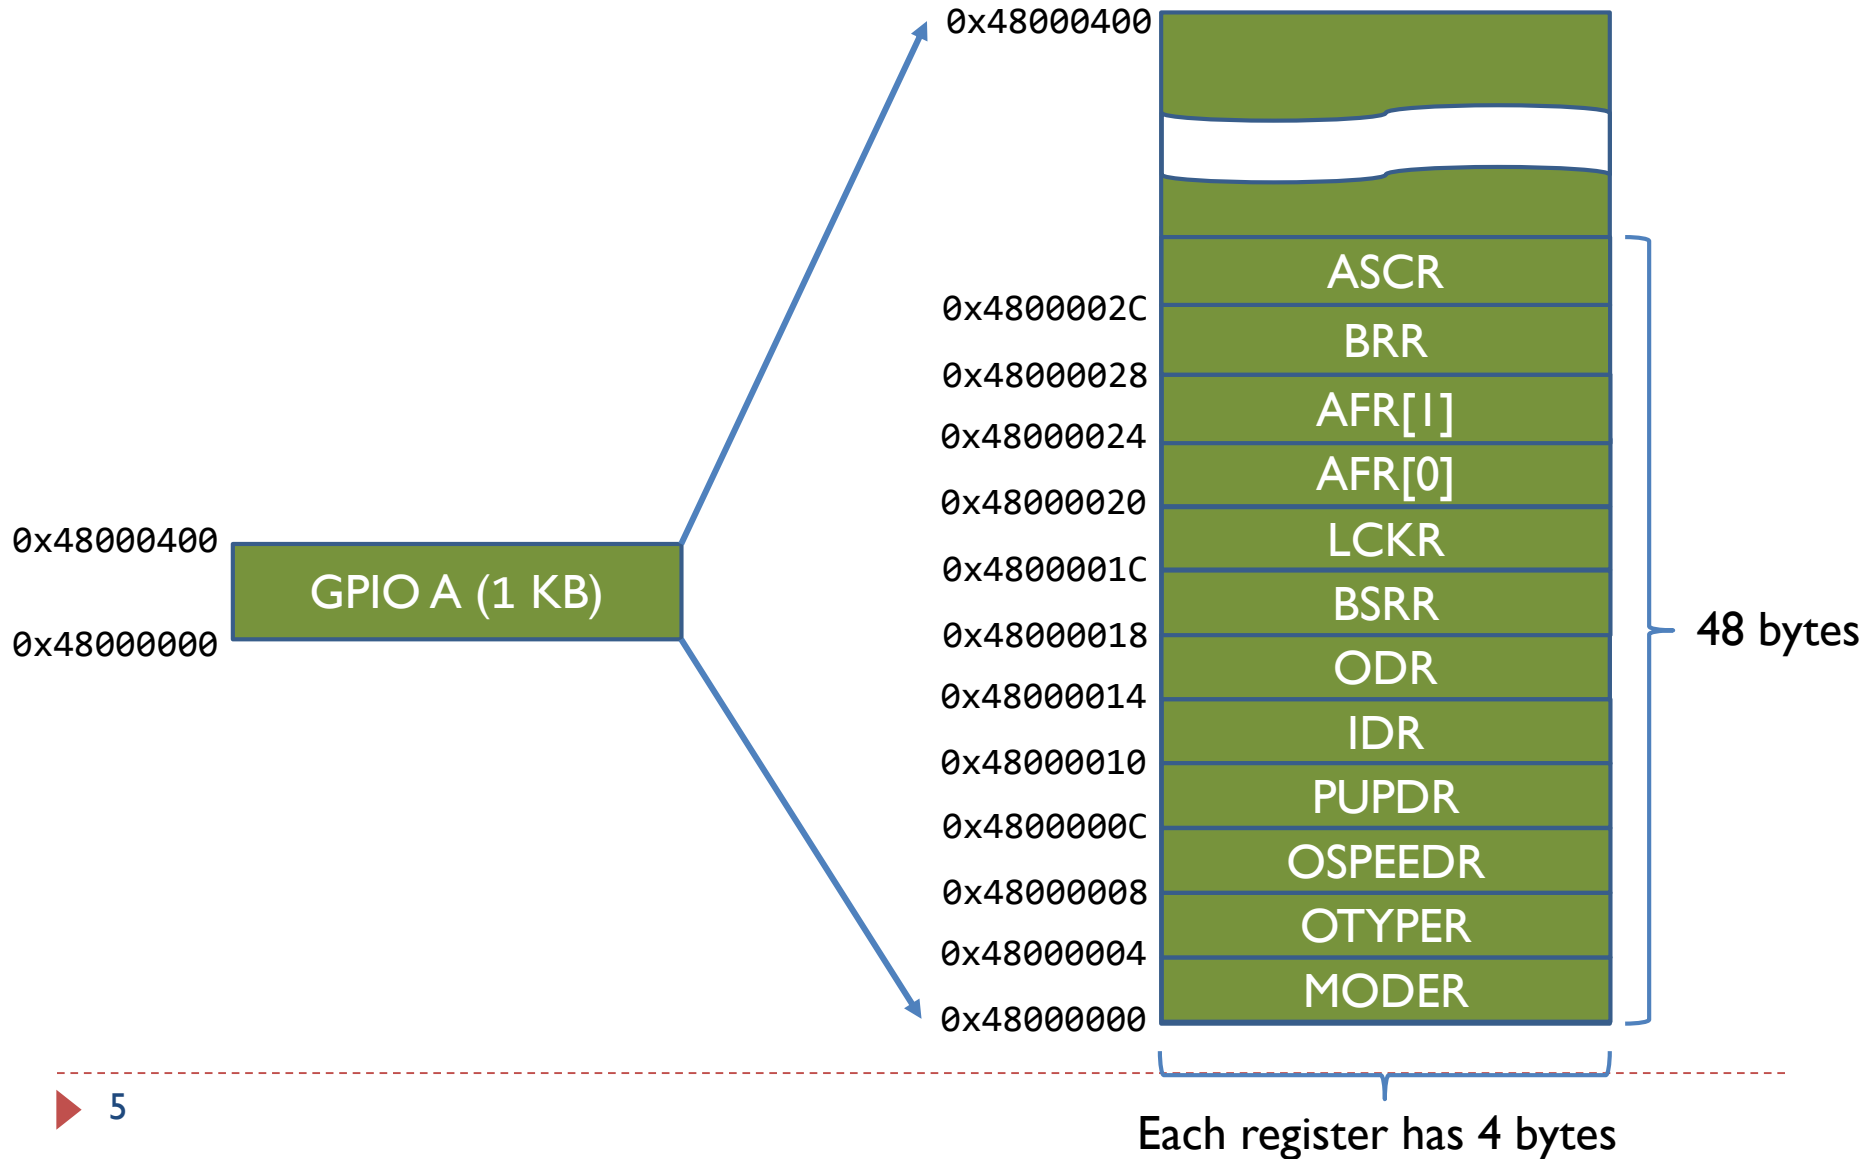 0x48000400
ASCR
0x4800002C
BRR
0x48000028
AFR[1]
0x48000024
AFR[0]
0x48000020
LCKR
0x4800001C
BSRR
0x48000018
ODR
0x48000014
IDR
0x48000010
PUPDR
0x4800000C
OSPEEDR
0x48000008
OTYPER
0x48000004
MODER
0x48000000
48 bytes
Each register has 4 bytes
0x48000400
GPIO A (1 KB)
0x48000000
5